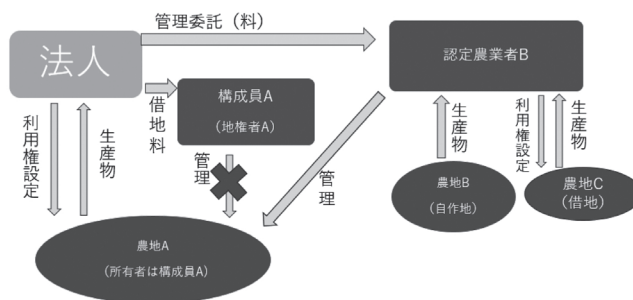 管理委託（料）
法人
認定農業者B
借地料
構成員A
（地権者A）
利用権設定
生産物
管理
管理
生産物
利用権設定
生産物
農地B
（自作地）
農地C
（借地）
農地A
（所有者は構成員A）